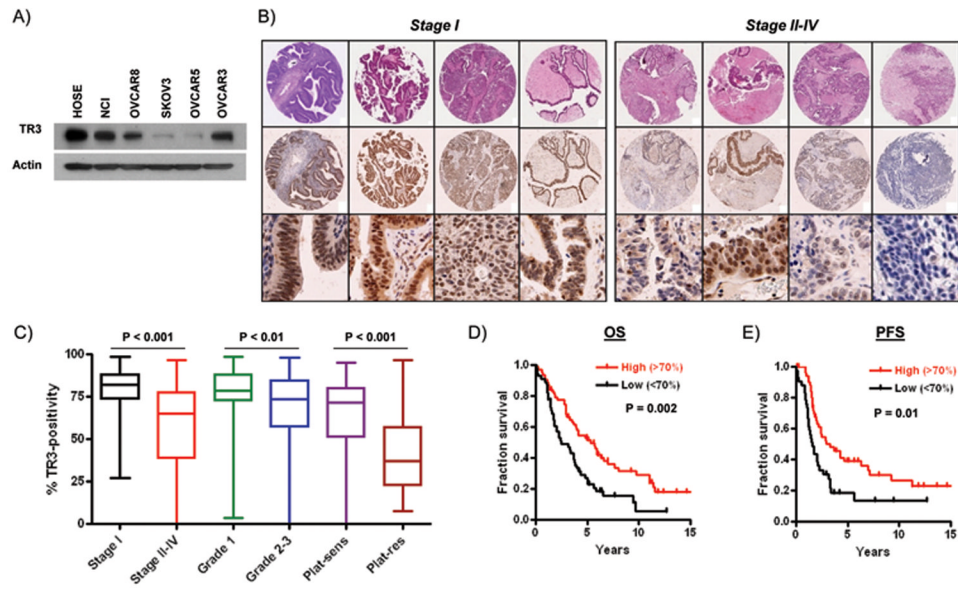 A)
HOSE
NCI
OVCAR8
SKOV3
OVCAR5
OVCAR3
TR3
Actin
B)
Stage I
Stage II-IV
C)
P < 0.001
P < 0.01
P < 0.001
% TR3-positivity
100
75
50
25
0
Stage I
Stage II-IV
Grade 1
Grade 2-3
Plat-sens
Plat-res
D)
OS
High (>70%)
Low (<70%)
P = 0.002
Fraction survival
1.0
0.8
0.6
0.4
0.2
0.0
0
5
10
15
Years
E)
PFS
High (>70%)
Low (<70%)
P = 0.01
Fraction survival
1.0
0.8
0.6
0.4
0.2
0.0
0
5
10
15
Years